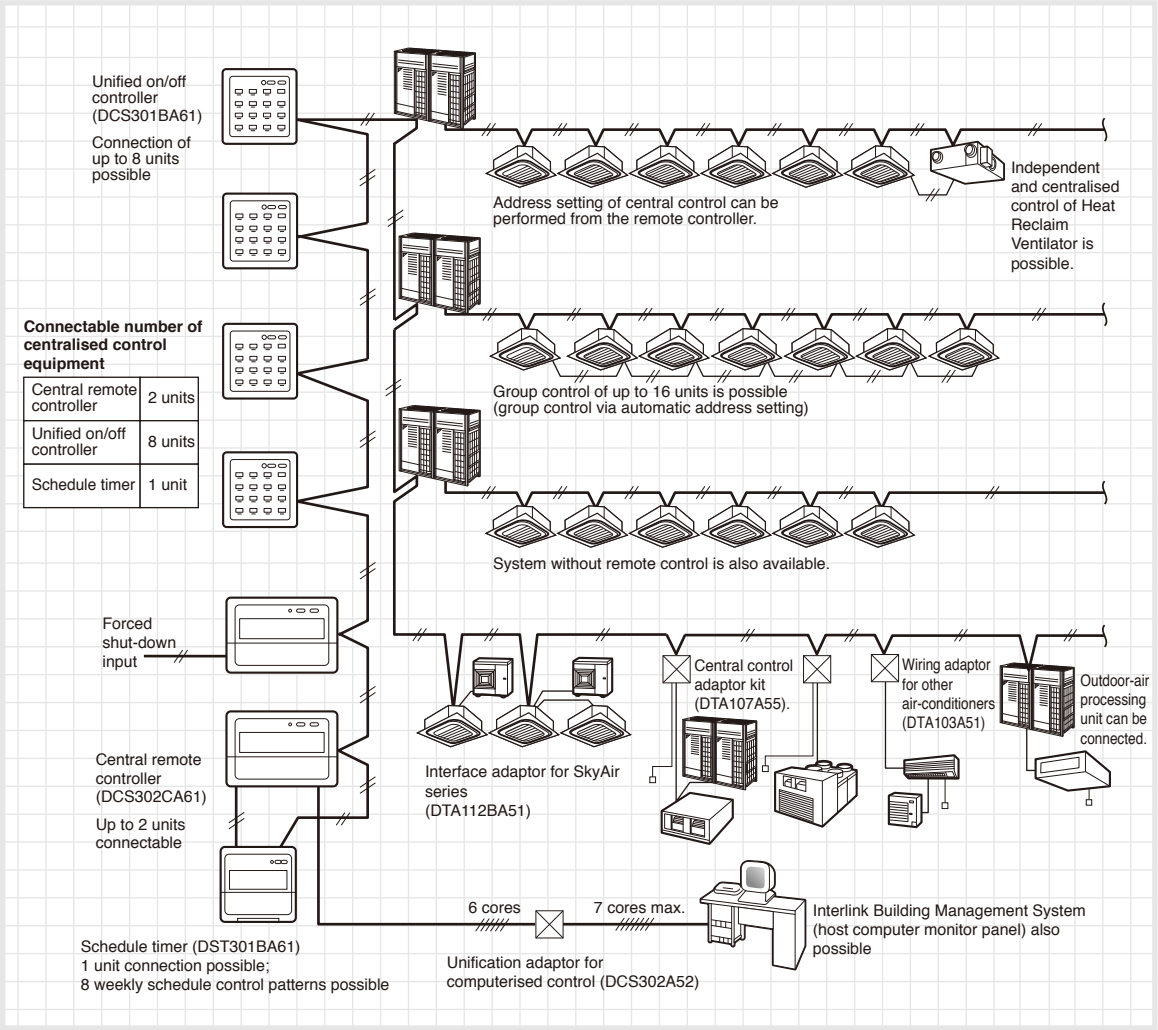 Unified on/off
controller
(DCS301BA61)
Connection of
up to 8 units
possible
Address setting of central control can be
performed from the remote controller.
Independent
and centralised
control of Heat
Reclaim
Ventilator is
possible.
Connectable number of
centralised control
equipment
Central remote
controller
2 units
Unified on/off
controller
8 units
Schedule timer
1 unit
Group control of up to 16 units is possible
(group control via automatic address setting)
System without remote control is also available.
Forced
shut-down
input
Central control
adaptor kit
(DTA107A55).
Wiring adaptor
for other
air-conditioners
(DTA103A51)
Outdoor-air
processing
unit can be
connected.
Interface adaptor for SkyAir
series
(DTA112BA51)
Central remote
controller
(DCS302CA61)
Up to 2 units
connectable
6 cores
7 cores max.
Interlink Building Management System
(host computer monitor panel) also
possible
Schedule timer (DST301BA61)
1 unit connection possible;
8 weekly schedule control patterns possible
Unification adaptor for
computerised control (DCS302A52)